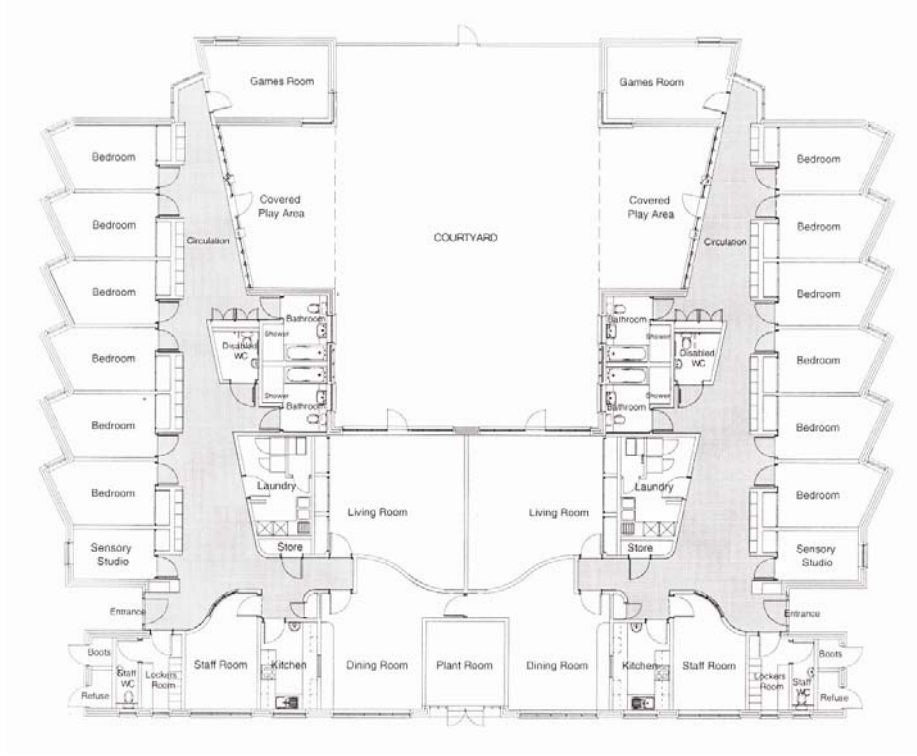 Games Room
Games Room
Bedroom
Bedroom
Covered
Play Area
Covered
Play Area
Bedroom
Bedroom
Circulation
COURTYARD
Circulation
Bedroom
Bedroom
Bathroom
Bathroom
Shower
Shower
Disabled
WC
Disabled
WC
Bedroom
Bedroom
Shower
Shower
Bathroom
Bathroom
Bedroom
Bedroom
Laundry
Laundry
Bedroom
Bedroom
Living Room
Living Room
Sensory
Studio
Store
Store
Sensory
Studio
Entrance
Entrance
Boots
Boots
Staff Room
Kitchen
Dining Room
Plant Room
Dining Room
Kitchen
Staff Room
Staff
WC
Lockers
Room
Lockers
Room
Staff
WC
Refuse
Refuse